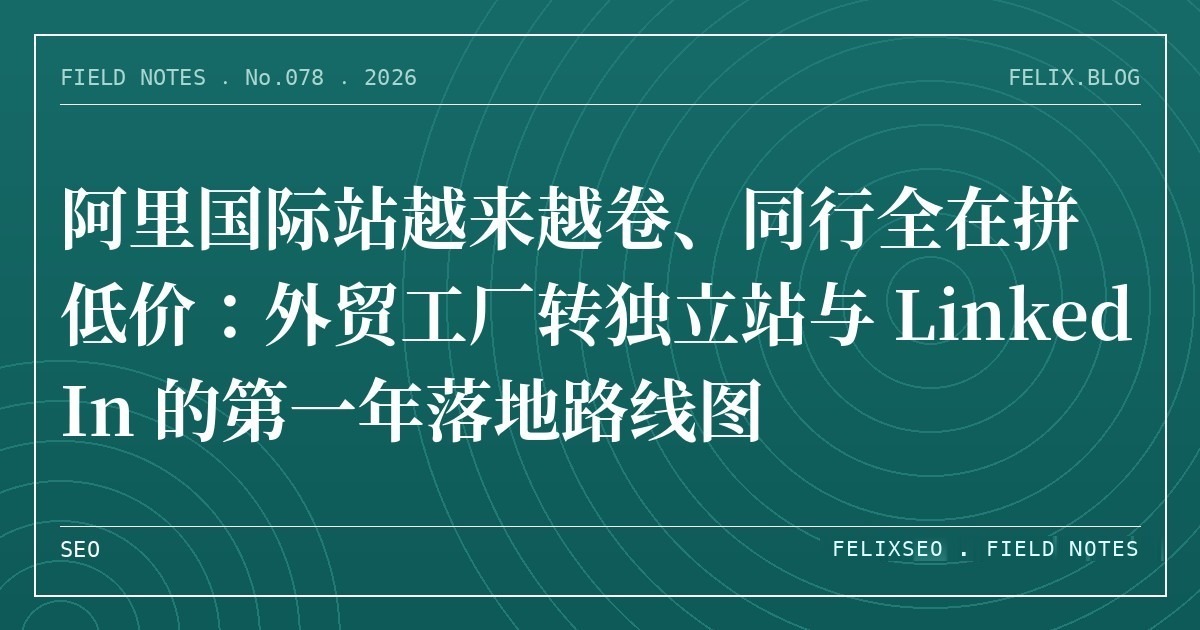 FIELD NOTES . No.078 . 2026
FELIX.BLOG
阿里国际站越来越卷、同行全在拼
低价：外贸工厂转独立站与 Linked
In 的第一年落地路线图
SEO
FELIXSEO . FIELD NOTES